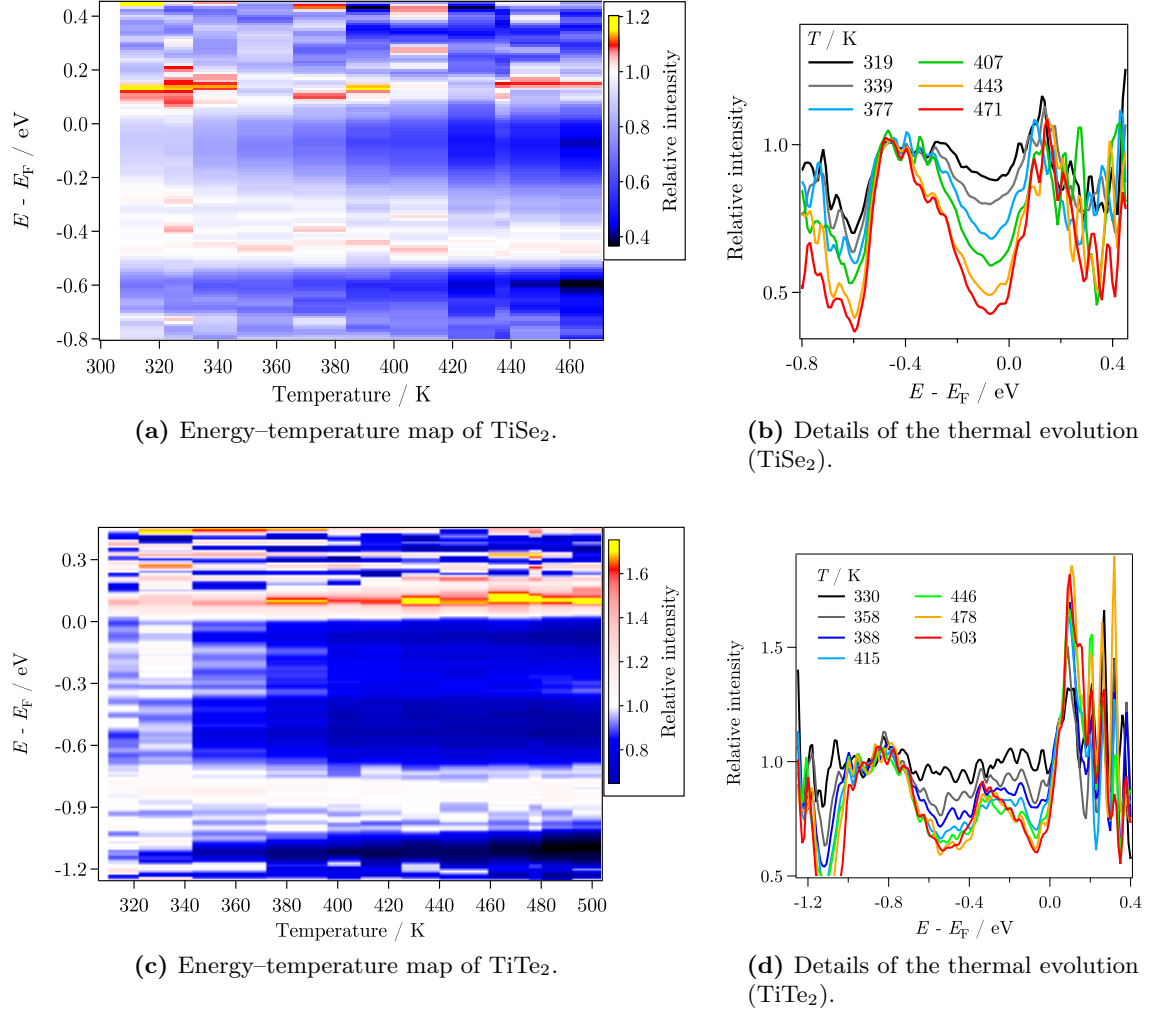 0.4
0.2
0.0
-0.2
-0.4
-0.6
-0.8
E - E_F / eV
300 320 340 360 380 400 420 440 460
Temperature / K
1.2
1.0
0.8
0.6
0.4
Relative intensity
(a) Energy–temperature map of TiSe₂.
T / K
319 407
339 443
377 471
1.0
0.5
Relative intensity
-0.8 -0.4 0.0 0.4
E - E_F / eV
(b) Details of the thermal evolution
(TiSe₂).
0.3
0.0
-0.3
-0.6
-0.9
-1.2
E - E_F / eV
320 340 360 380 400 420 440 460 480 500
Temperature / K
1.6
1.4
1.2
1.0
0.8
Relative intensity
(c) Energy–temperature map of TiTe₂.
T / K
330 446
358 478
388 503
415
1.5
1.0
0.5
Relative intensity
-1.2 -0.8 -0.4 0.0 0.4
E - E_F / eV
(d) Details of the thermal evolution
(TiTe₂).